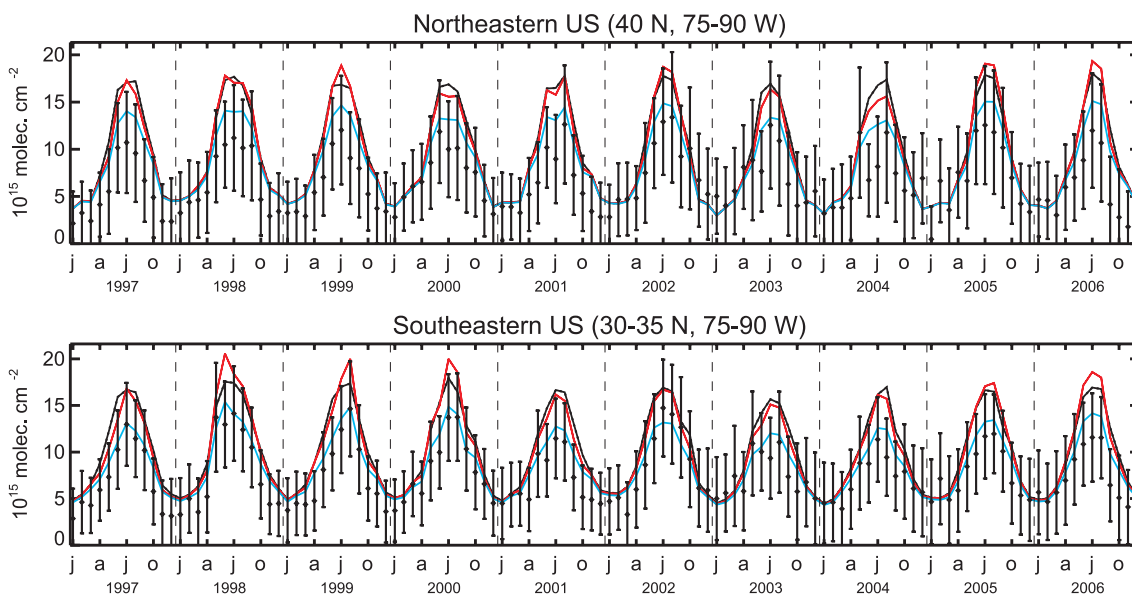 Northeastern US (40 N, 75-90 W)
20
15
10
5
0
10¹⁵ molec. cm⁻²
j a j o j a j o j a j o j a j o j a j o j a j o j a j o j a j o j a j o j a j o
1997 1998 1999 2000 2001 2002 2003 2004 2005 2006
Southeastern US (30-35 N, 75-90 W)
20
15
10
5
0
10¹⁵ molec. cm⁻²
j a j o j a j o j a j o j a j o j a j o j a j o j a j o j a j o j a j o j a j o
1997 1998 1999 2000 2001 2002 2003 2004 2005 2006